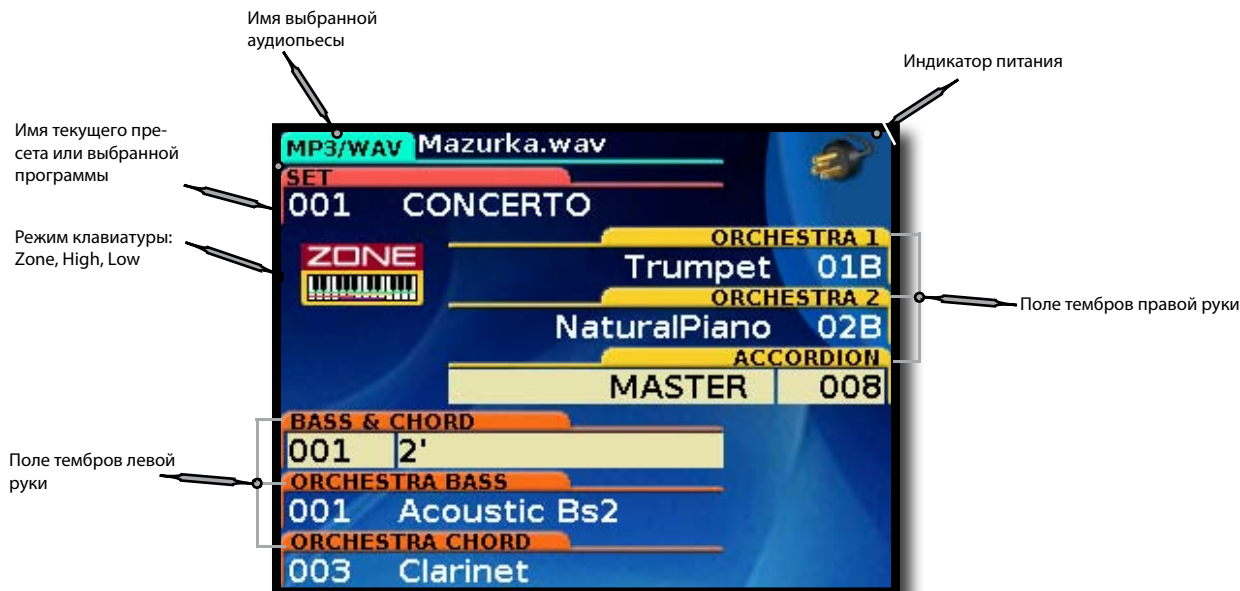 Имя выбранной
аудиопьесы
Индикатор питания
Имя текущего пре-
сета или выбранной
программы
Режим клавиатуры:
Zone, High, Low
Поле тембров левой
руки
MP3/WAV Mazurka.wav
SET
001 CONCERTO
ZONE
ORCHESTRA 1
Trumpet 01B
ORCHESTRA 2
NaturalPiano 02B
ACCORDION
MASTER 008
BASS & CHORD
001 2'
ORCHESTRA BASS
001 Acoustic Bs2
ORCHESTRA CHORD
003 Clarinet
Поле тембров правой руки